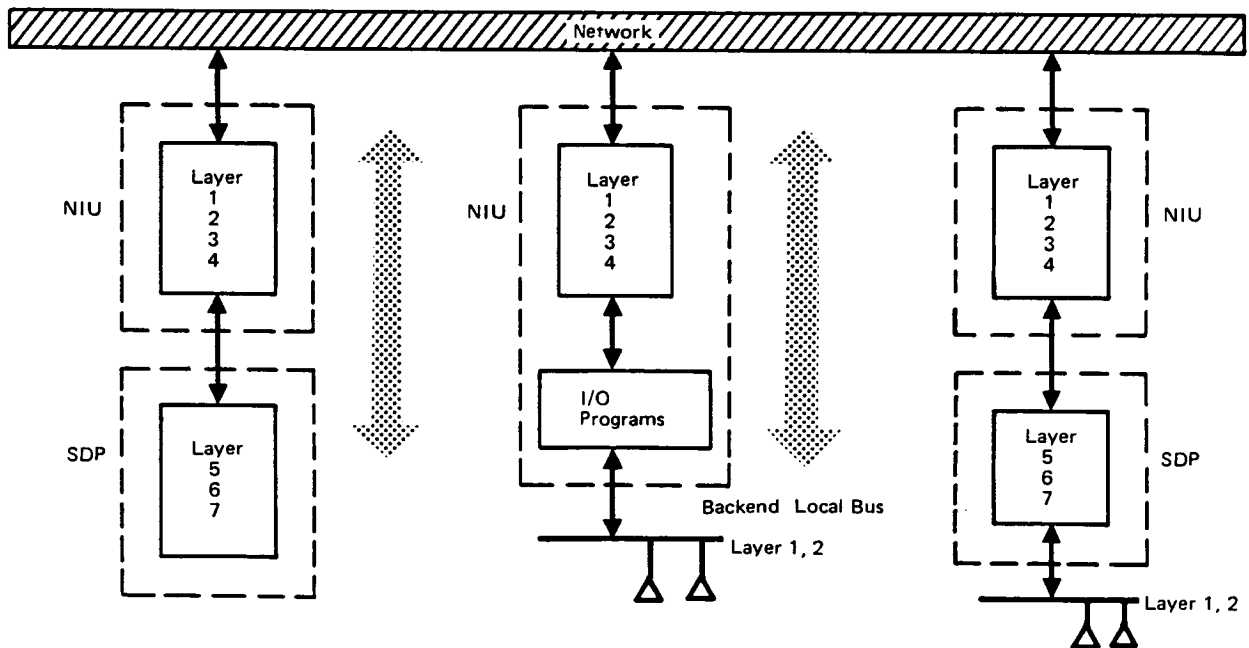 Network
NIU
Layer
1
2
3
4
SDP
Layer
5
6
7
NIU
Layer
1
2
3
4
I/O
Programs
Backend Local Bus
Layer 1, 2
Layer
1
2
3
4
NIU
Layer
5
6
7
SDP
Layer 1, 2